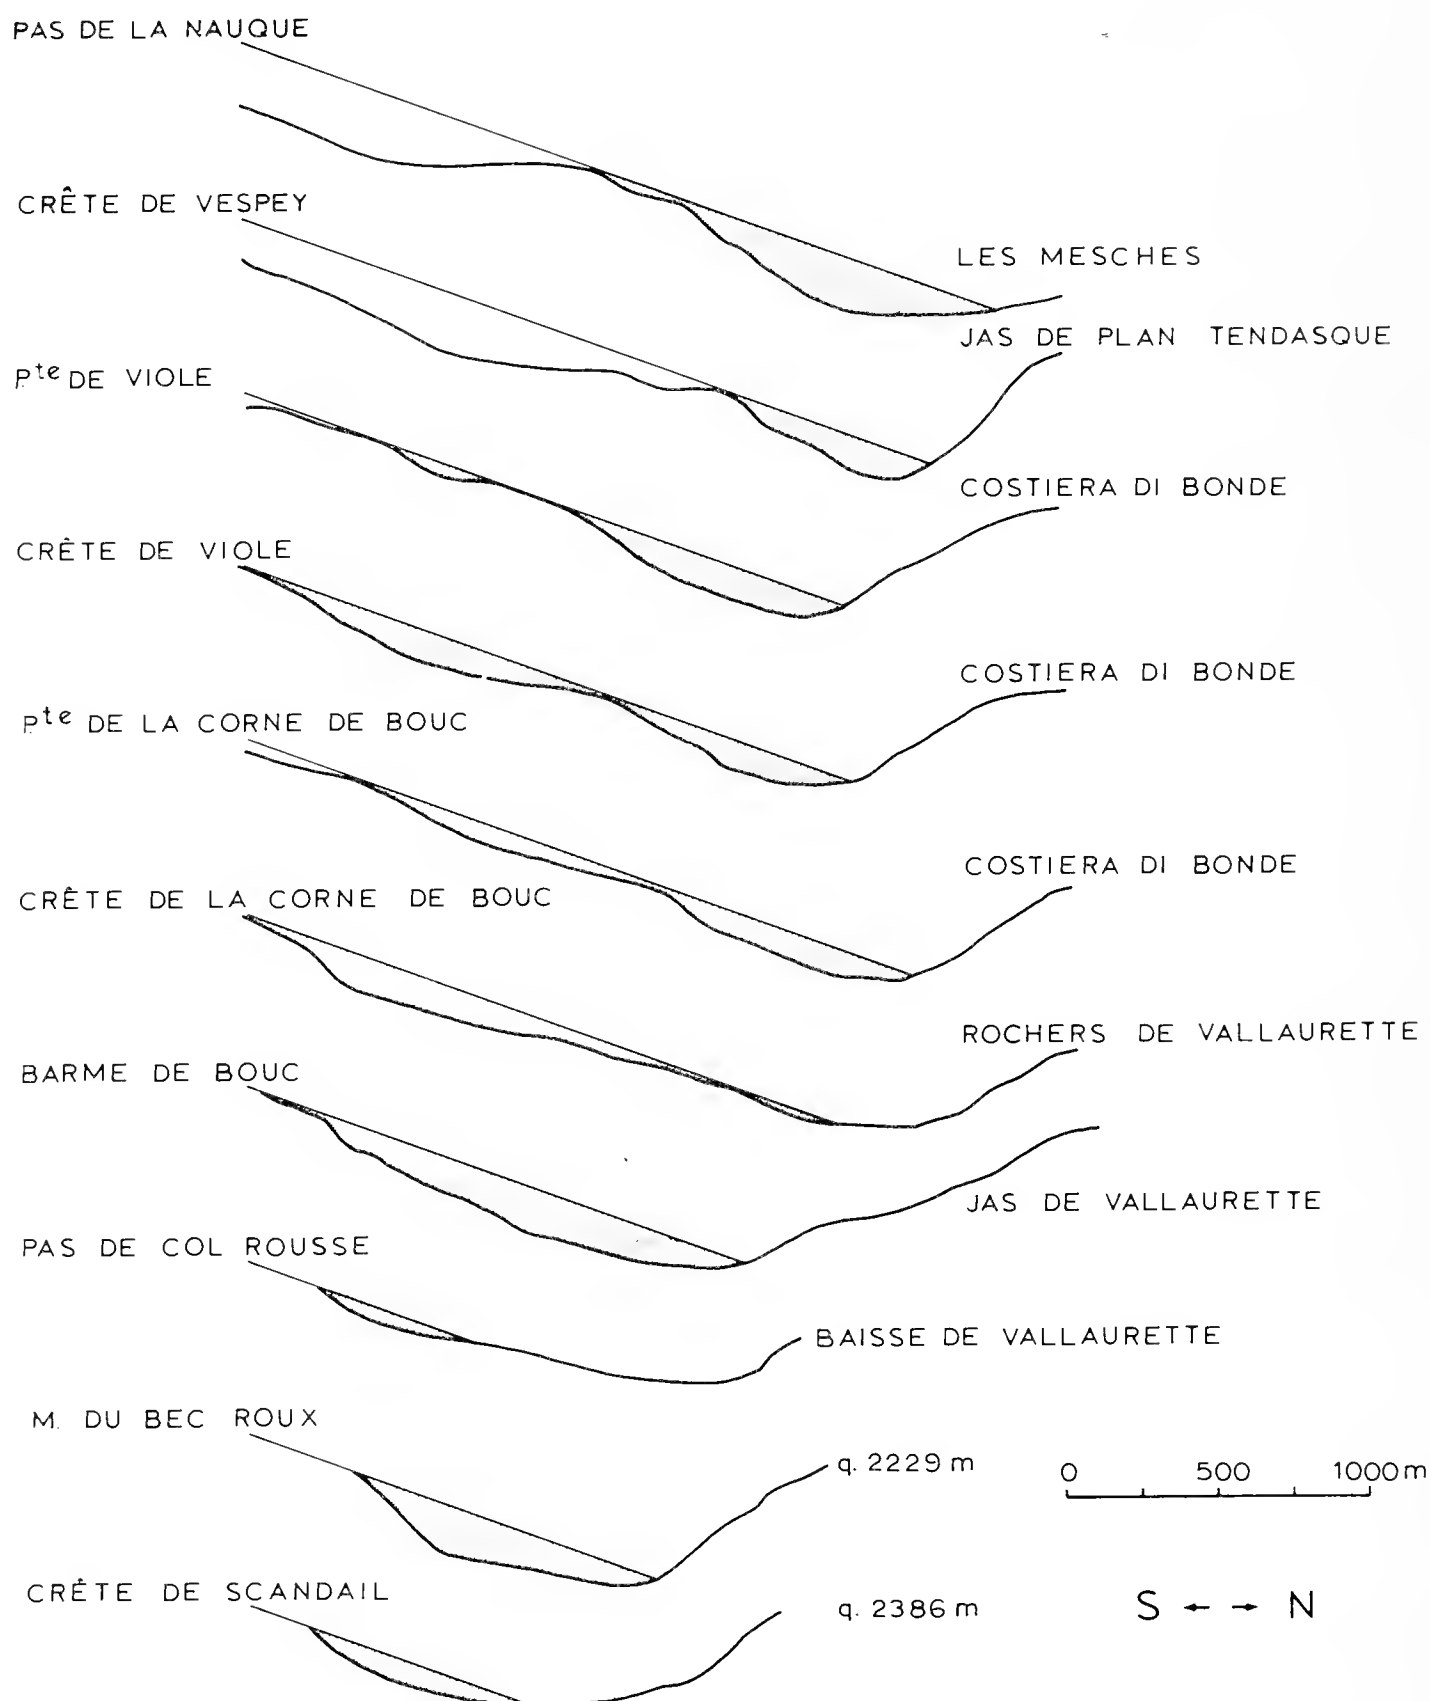 PAS DE LA NAUQUE
CRÊTE DE VESPEY
LES MESCHES
JAS DE PLAN TENDASQUE
Pte DE VIOLE
COSTIERA DI BONDE
CRÊTE DE VIOLE
COSTIERA DI BONDE
Pte DE LA CORNE DE BOUC
COSTIERA DI BONDE
CRÊTE DE LA CORNE DE BOUC
ROCHERS DE VALLAURETTE
BARME DE BOUC
JAS DE VALLAURETTE
PAS DE COL ROUSSE
BAISSE DE VALLAURETTE
M. DU BEC ROUX
q. 2229 m
0 500 1000 m
CRÊTE DE SCANDAIL
q. 2386 m
S ← → N